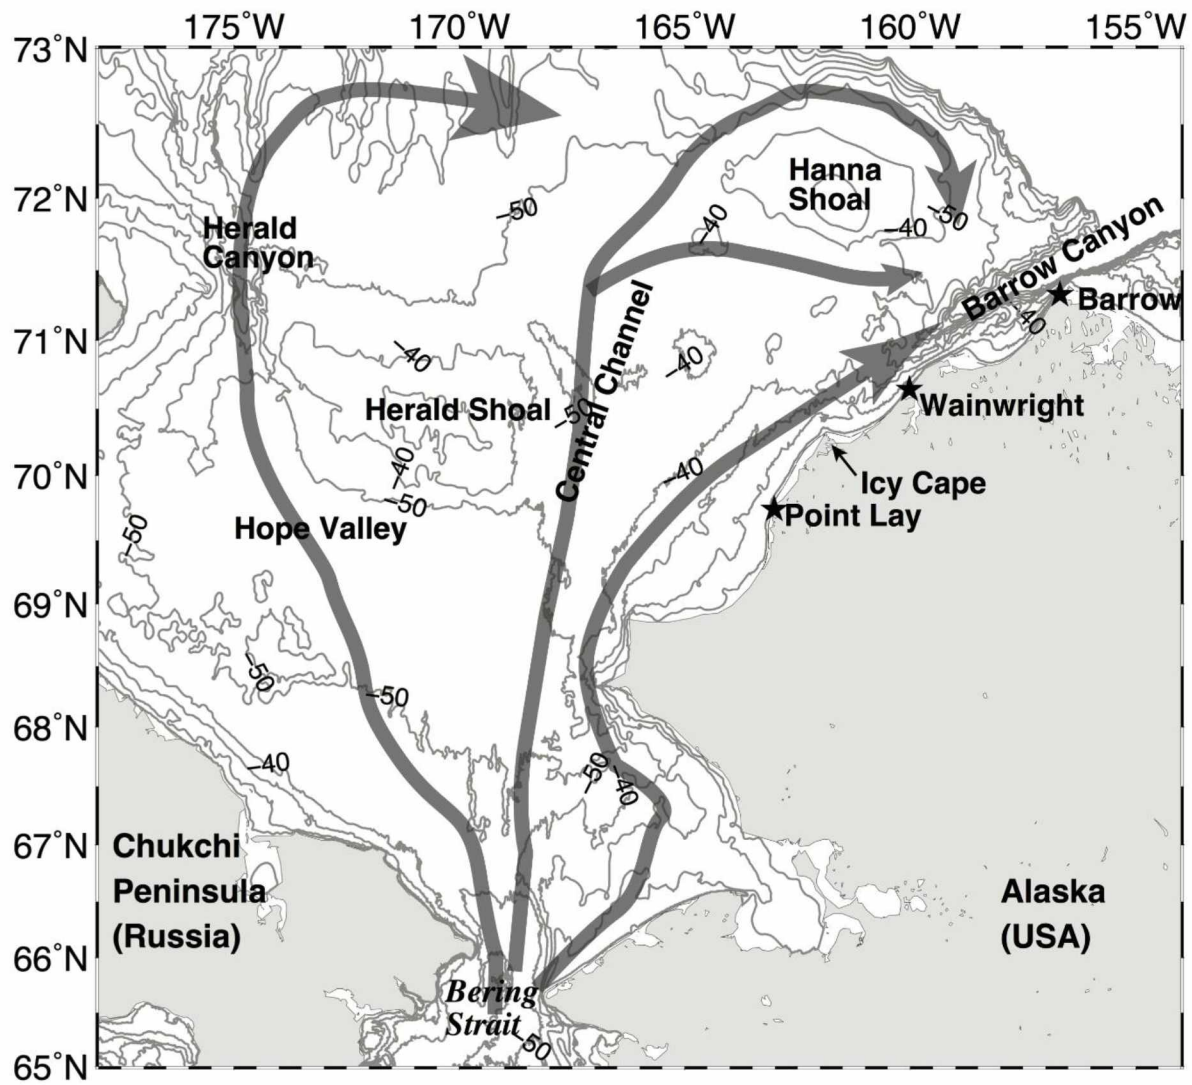 175°W 170°W 165°W 160°W 155°W
73°N
72°N
71°N
70°N
69°N
68°N
67°N
66°N
65°N
Hanna
Shoal
−50
−40
−40
−50
Herald
Canyon
Barrow Canyon
Barrow
−40
−40
−40
Central Channel
Herald Shoal
−50
Wainwright
−40
−40
−50
Icy Cape
Point Lay
Hope Valley
−50
−50
−50
−40
−50
−40
Chukchi
Peninsula
(Russia)
Alaska
(USA)
Bering
Strait
−50